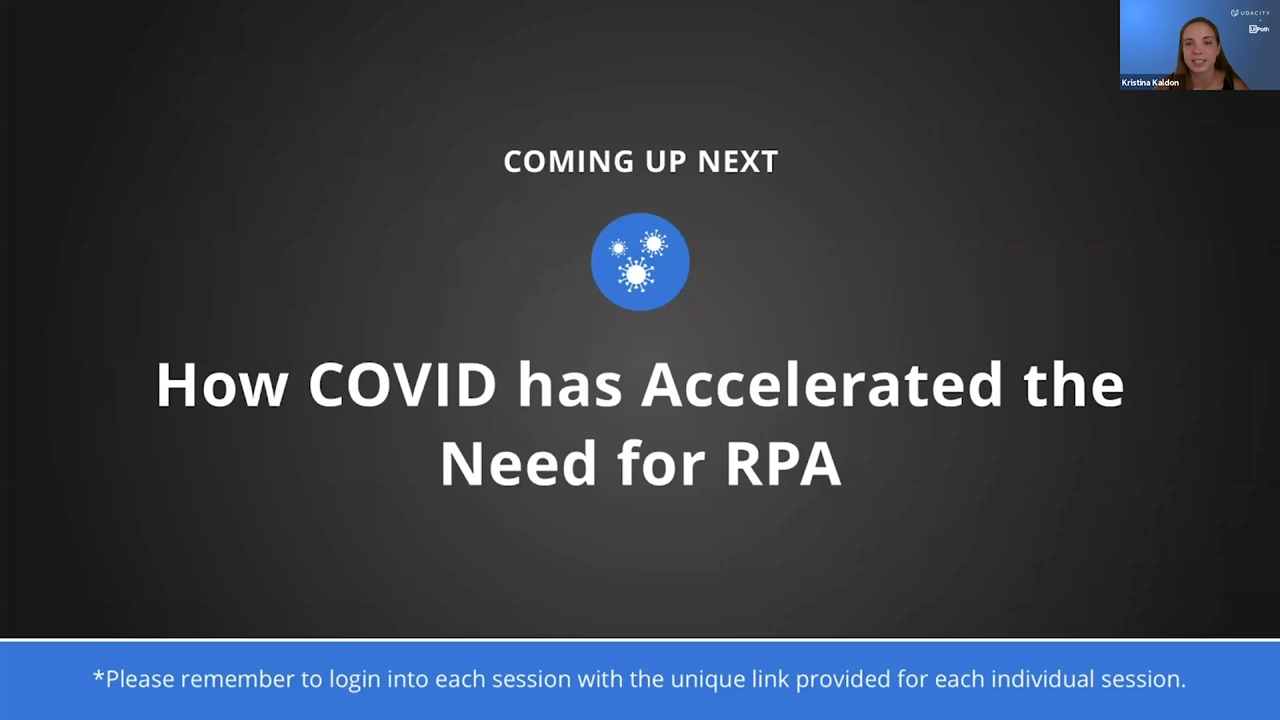 UDACITY
UiPath
Kristina Kaldon
COMING UP NEXT
How COVID has Accelerated the
Need for RPA
*Please remember to login into each session with the unique link provided for each individual session.